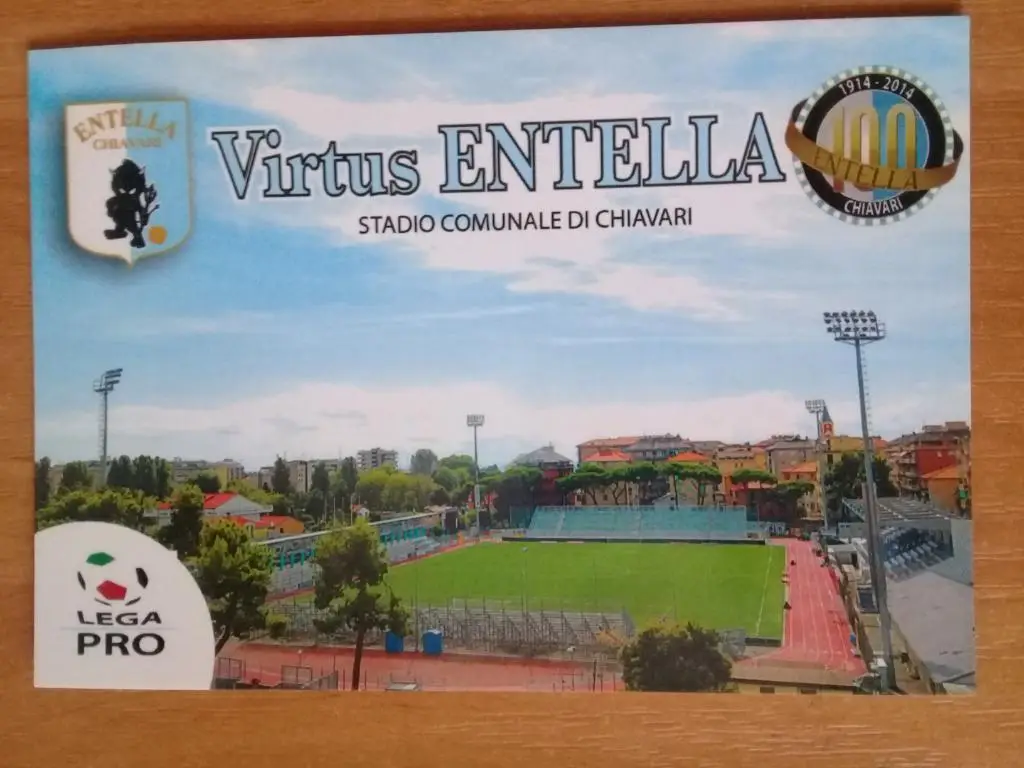 ENTELLA
CHIAVARI
Virtus ENTELLA
STADIO COMUNALE DI CHIAVARI
1914 - 2014
100
ENTELLA
CHIAVARI
LEGA
PRO